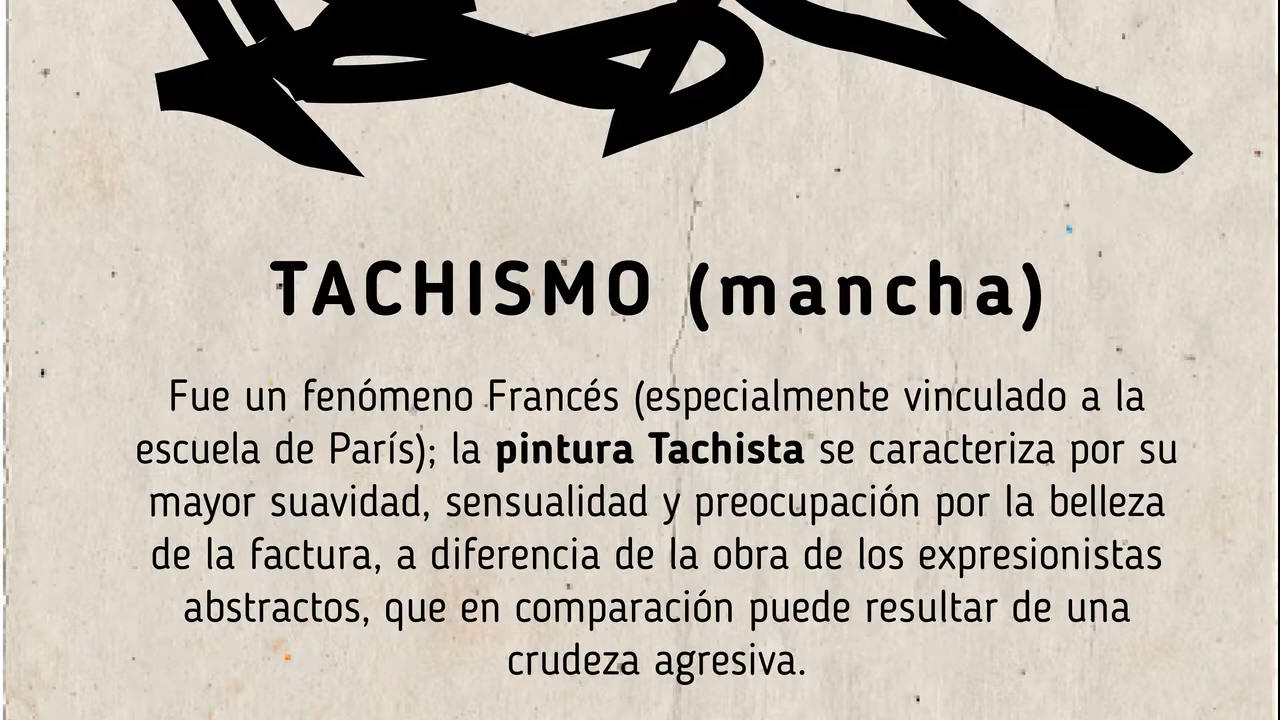 TACHISMO (mancha)
Fue un fenómeno Francés (especialmente vinculado a la
escuela de París); la pintura Tachista se caracteriza por su
mayor suavidad, sensualidad y preocupación por la belleza
de la factura, a diferencia de la obra de los expresionistas
abstractos, que en comparación puede resultar de una
crudeza agresiva.